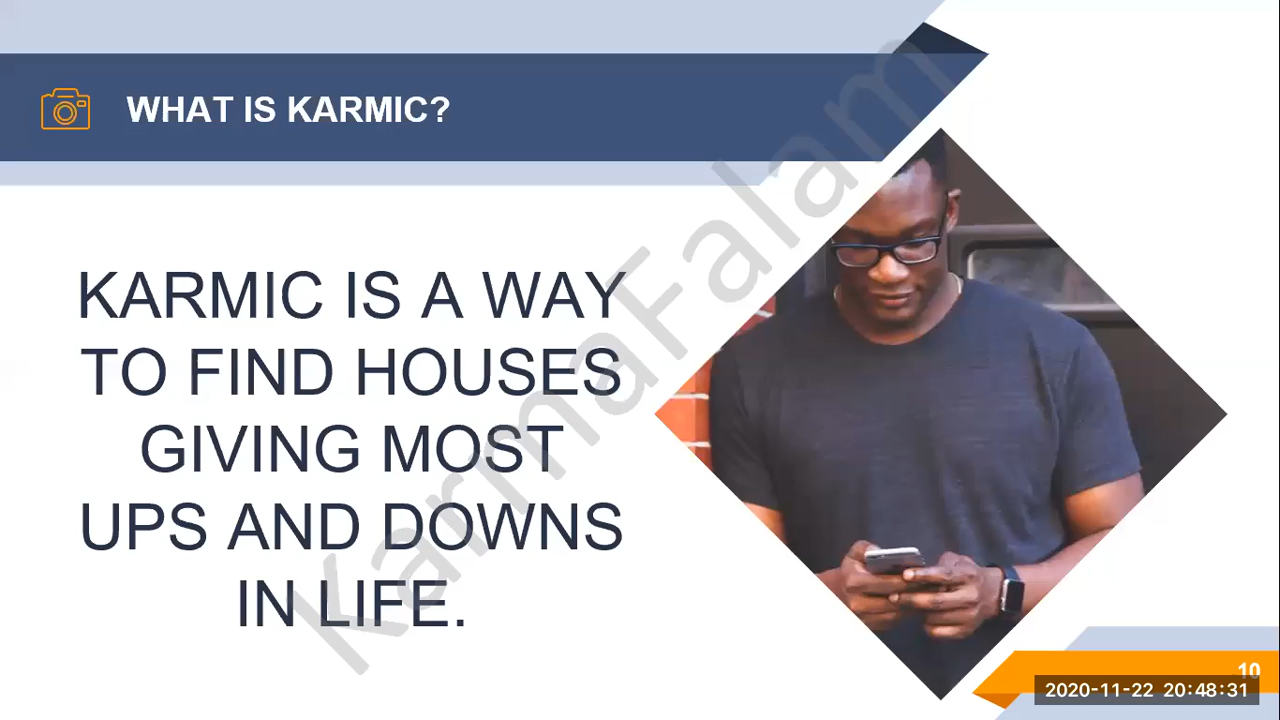 WHAT IS KARMIC?
KARMIC IS A WAY
TO FIND HOUSES
GIVING MOST
UPS AND DOWNS
IN LIFE.
KarmaFalam
10
2020-11-22 20:48:31